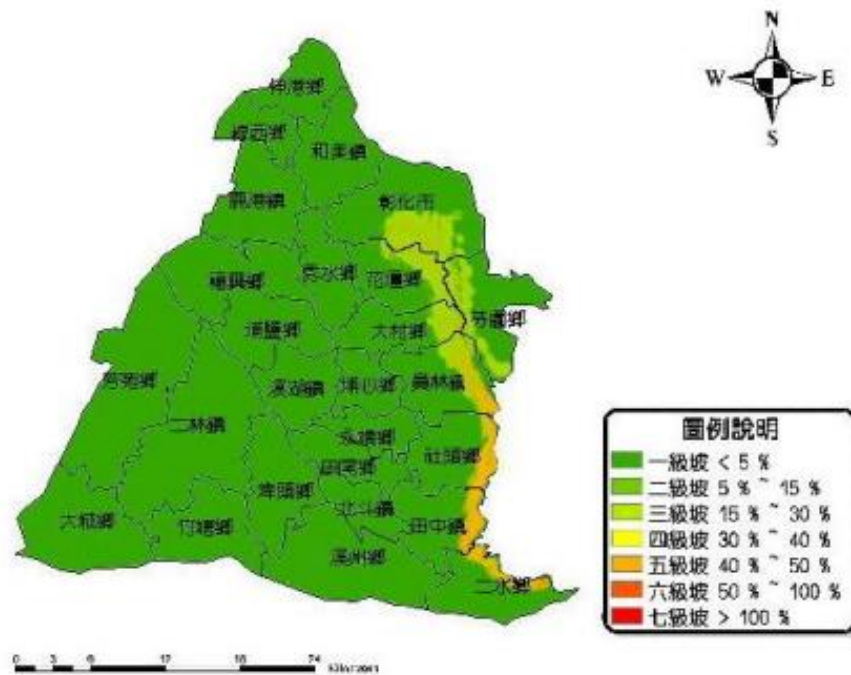 N
W E
S
伸港鄉
線西鄉
和美鎮
鹿港鎮
彰化市
福興鄉
秀水鄉
花壇鄉
芬園鄉
埔鹽鄉
大村鄉
芳苑鄉
溪湖鎮
埔心鄉
員林鎮
二林鎮
永靖鄉
社頭鄉
田尾鄉
埤頭鄉
北斗鎮
大城鄉
竹塘鄉
田中鎮
溪州鄉
二水鄉
圖例說明
一級坡 < 5 %
二級坡 5 % ~ 15 %
三級坡 15 % ~ 30 %
四級坡 30 % ~ 40 %
五級坡 40 % ~ 50 %
六級坡 50 % ~ 100 %
七級坡 > 100 %
0 3 6 12 18 24